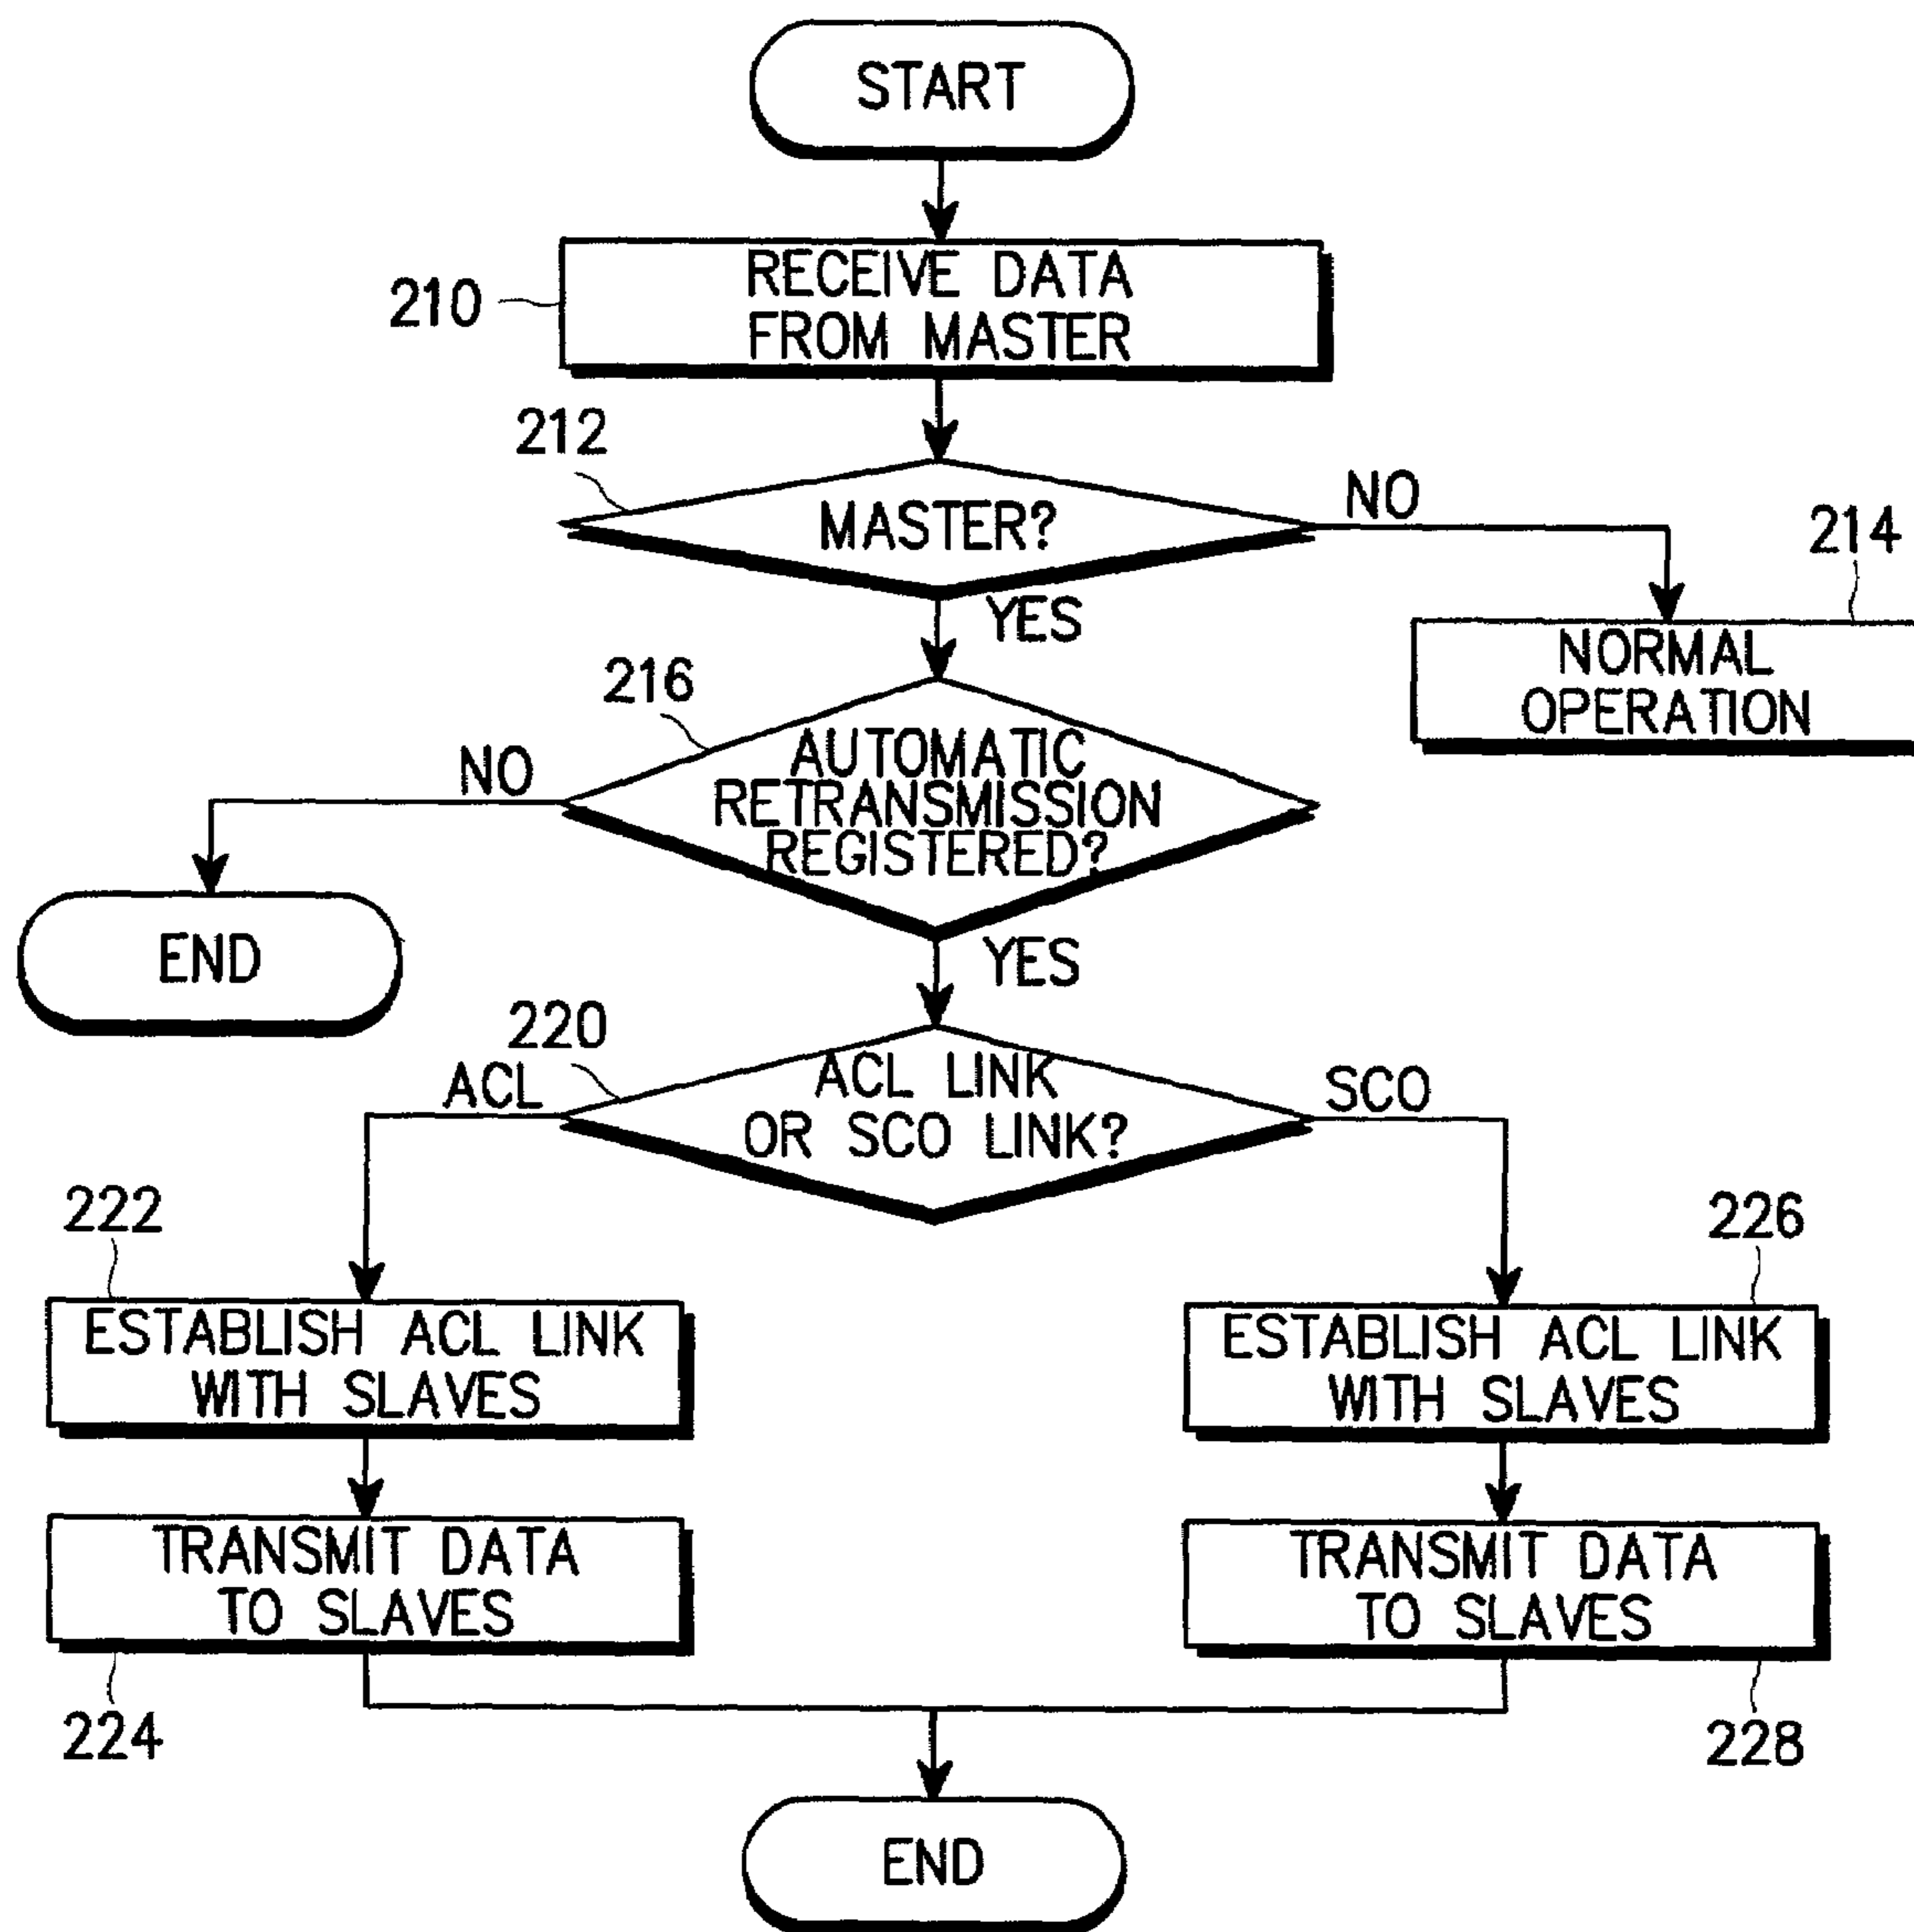 START
210
RECEIVE DATA
FROM MASTER
212
MASTER?
NO
YES
214
NORMAL
OPERATION
216
AUTOMATIC
RETRANSMISSION
REGISTERED?
NO
END
YES
220
ACL LINK
OR SCO LINK?
ACL
SCO
222
ESTABLISH ACL LINK
WITH SLAVES
226
ESTABLISH ACL LINK
WITH SLAVES
TRANSMIT DATA
TO SLAVES
224
TRANSMIT DATA
TO SLAVES
228
END